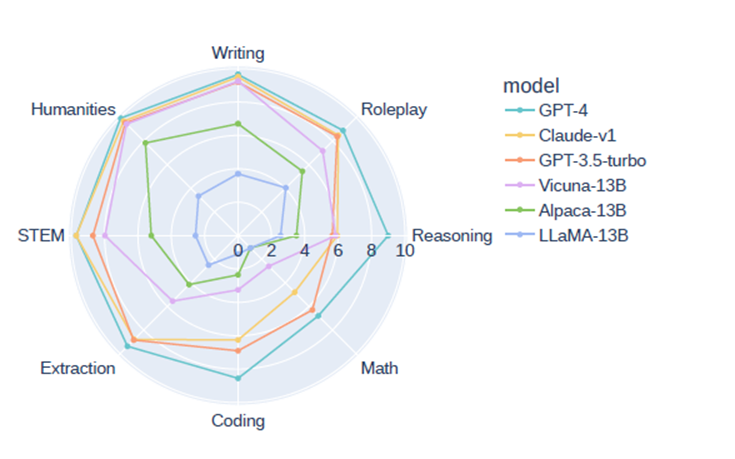 Writing
Humanities
Roleplay
STEM
0 2 4 6 8 10
Reasoning
Extraction
Math
Coding
model
GPT-4
Claude-v1
GPT-3.5-turbo
Vicuna-13B
Alpaca-13B
LLaMA-13B